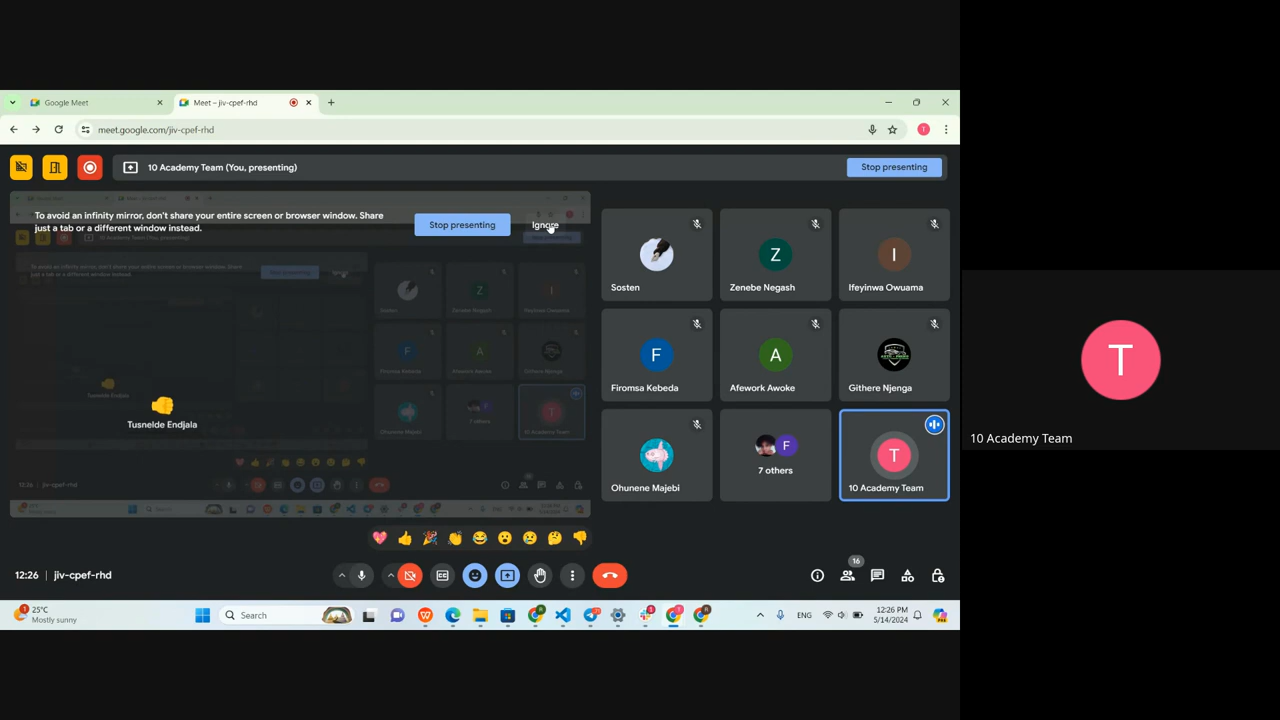 Google Meet
Meet – jiv-cpef-rhd
meet.google.com/jiv-cpef-rhd
T
10 Academy Team (You, presenting)
Stop presenting
To avoid an infinity mirror, don't share your entire screen or browser window. Share
just a tab or a different window instead.
Stop presenting
Ignore
Tusnelde Endjala
Sosten
Z
Zenebe Negash
I
Ifeyinwa Owuama
F
Firomsa Kebeda
A
Afework Awoke
Githere Njenga
Ohunene Majebi
F
7 others
T
10 Academy Team
T
10 Academy Team
12:26
jiv-cpef-rhd
16
25°C
Mostly sunny
Search
ENG
12:26 PM
5/14/2024